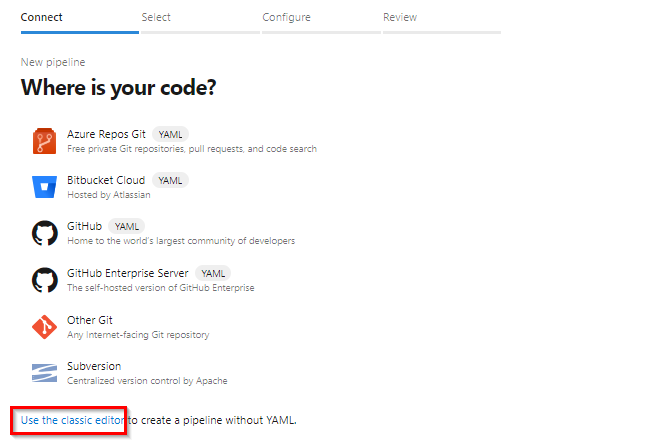 Connect Select Configure Review
New pipeline
Where is your code?
Azure Repos Git YAML
Free private Git repositories, pull requests, and code search
Bitbucket Cloud YAML
Hosted by Atlassian
GitHub YAML
Home to the world's largest community of developers
GitHub Enterprise Server YAML
The self-hosted version of GitHub Enterprise
Other Git
Any Internet-facing Git repository
Subversion
Centralized version control by Apache
Use the classic editor to create a pipeline without YAML.